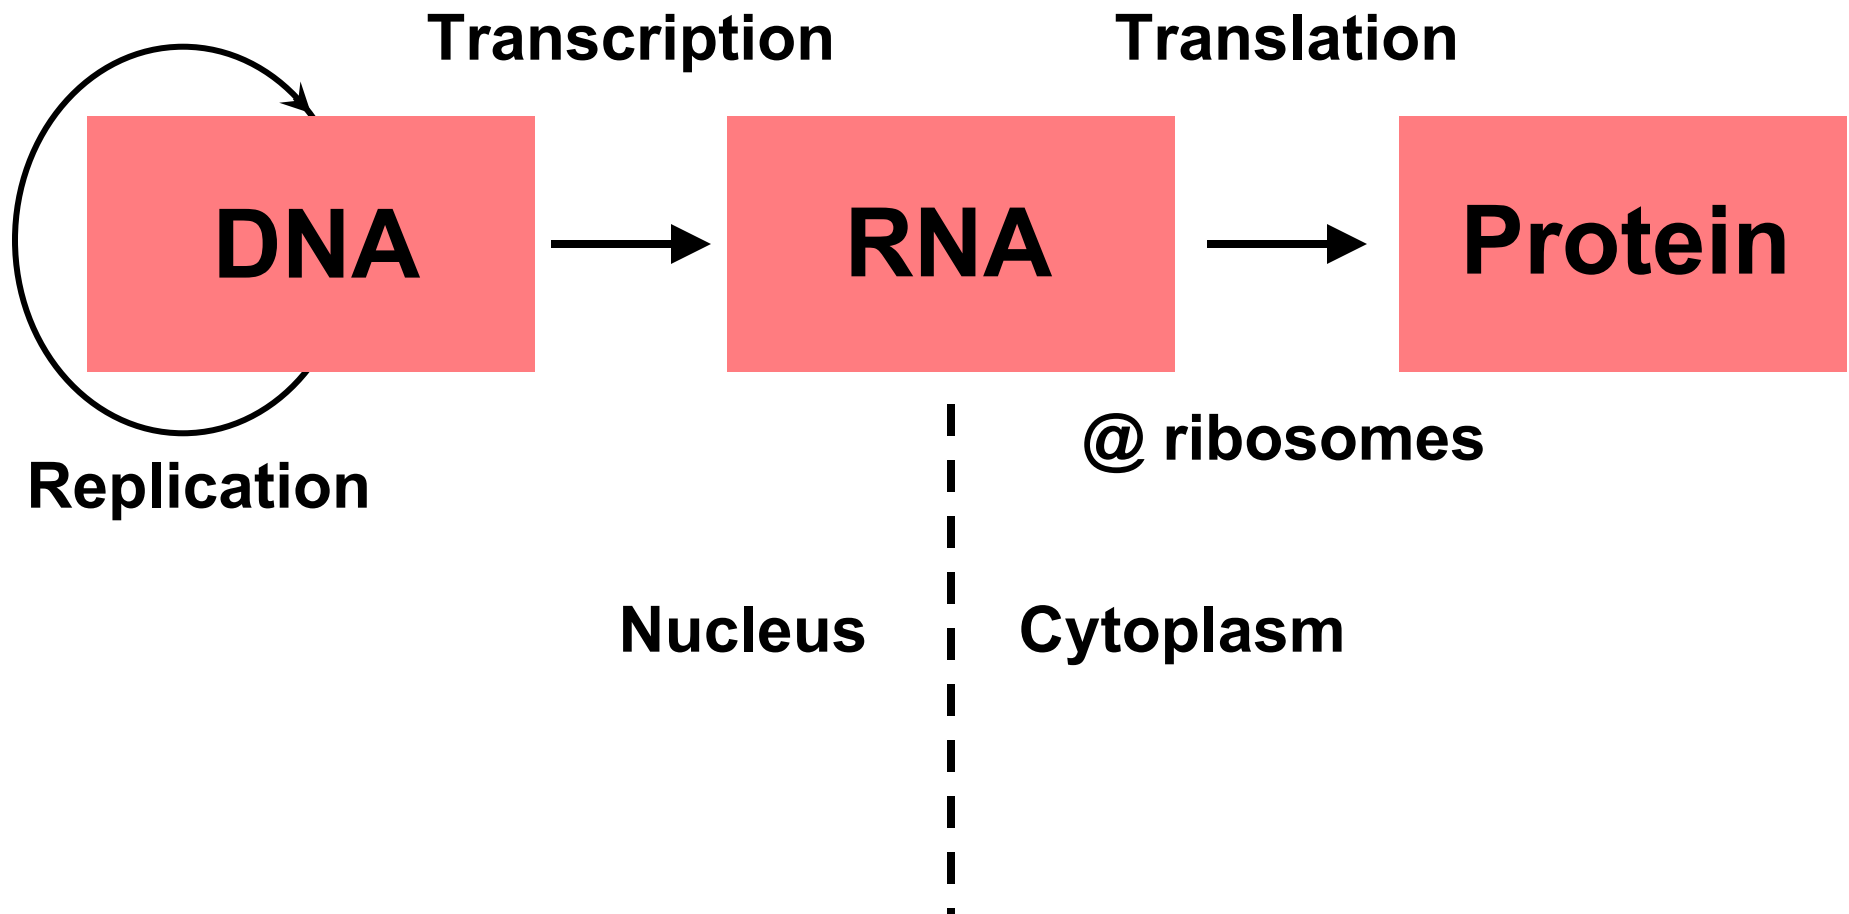 Transcription
Translation
DNA
RNA
Protein
@ ribosomes
Replication
Nucleus
Cytoplasm